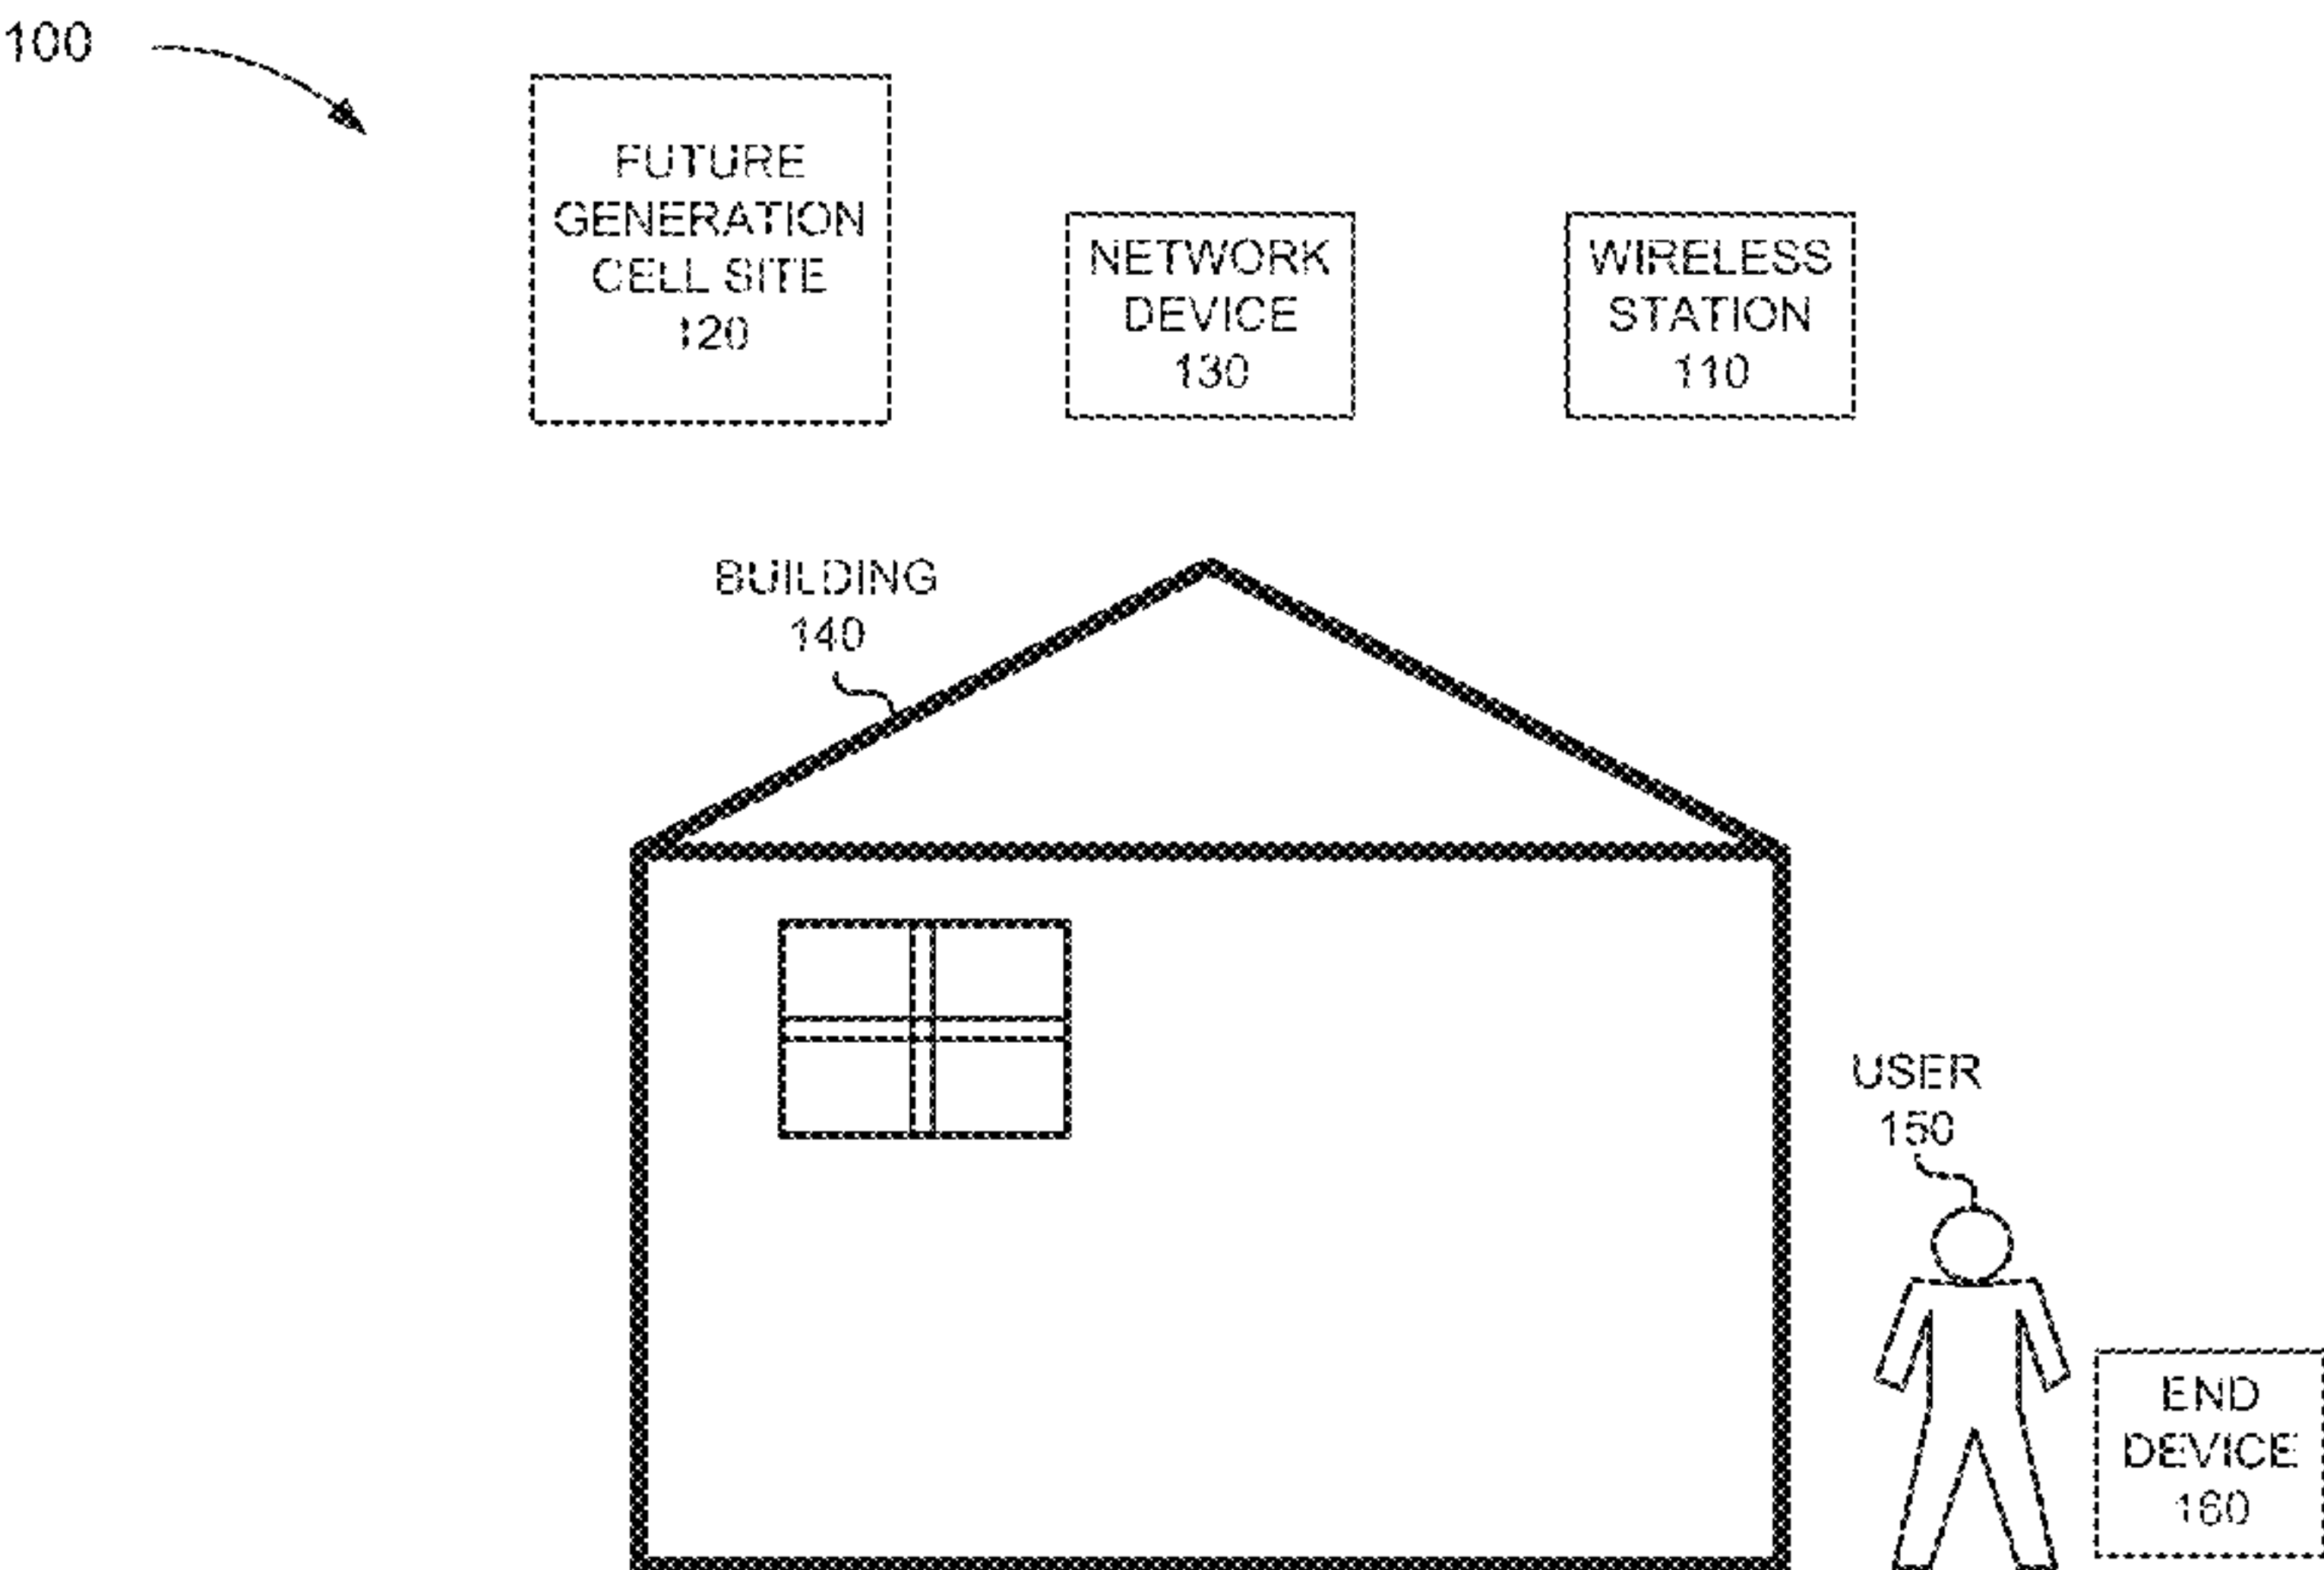 100
FUTURE
GENERATION
CELL SITE
120
NETWORK
DEVICE
130
WIRELESS
STATION
110
BUILDING
140
USER
150
END
DEVICE
160